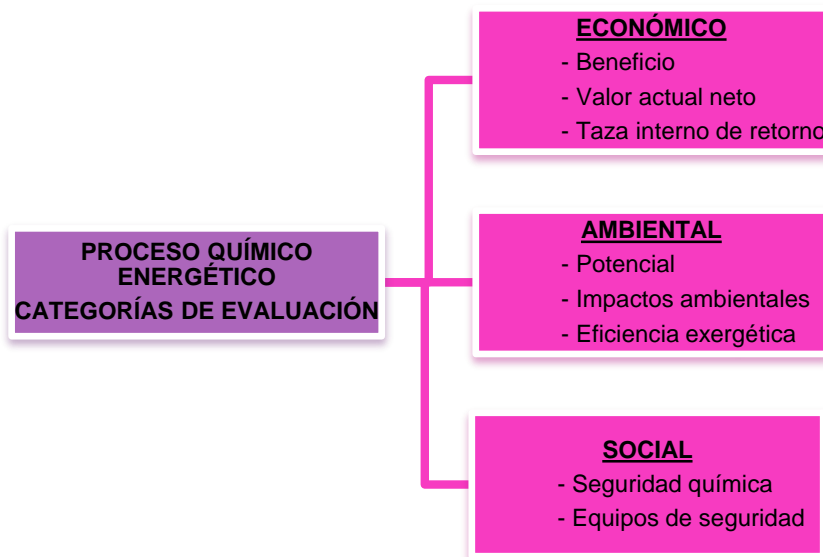 PROCESO QUÍMICO
ENERGÉTICO
CATEGORÍAS DE EVALUACIÓN
ECONÓMICO
- Beneficio
- Valor actual neto
- Taza interno de retorno
AMBIENTAL
- Potencial
- Impactos ambientales
- Eficiencia exergética
SOCIAL
- Seguridad química
- Equipos de seguridad